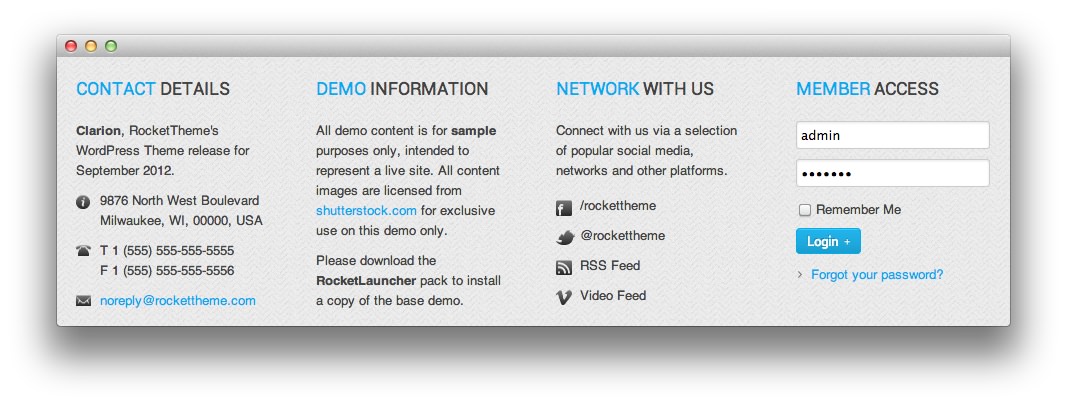 CONTACT DETAILS
Clarion, RocketTheme's
WordPress Theme release for
September 2012.
9876 North West Boulevard
Milwaukee, WI, 00000, USA
T 1 (555) 555-555-5555
F 1 (555) 555-555-5556
noreply@rockettheme.com
DEMO INFORMATION
All demo content is for sample
purposes only, intended to
represent a live site. All content
images are licensed from
shutterstock.com for exclusive
use on this demo only.
Please download the
RocketLauncher pack to install
a copy of the base demo.
NETWORK WITH US
Connect with us via a selection
of popular social media,
networks and other platforms.
/rockettheme
@rockettheme
RSS Feed
Video Feed
MEMBER ACCESS
admin
•••••••
Remember Me
Login +
› Forgot your password?